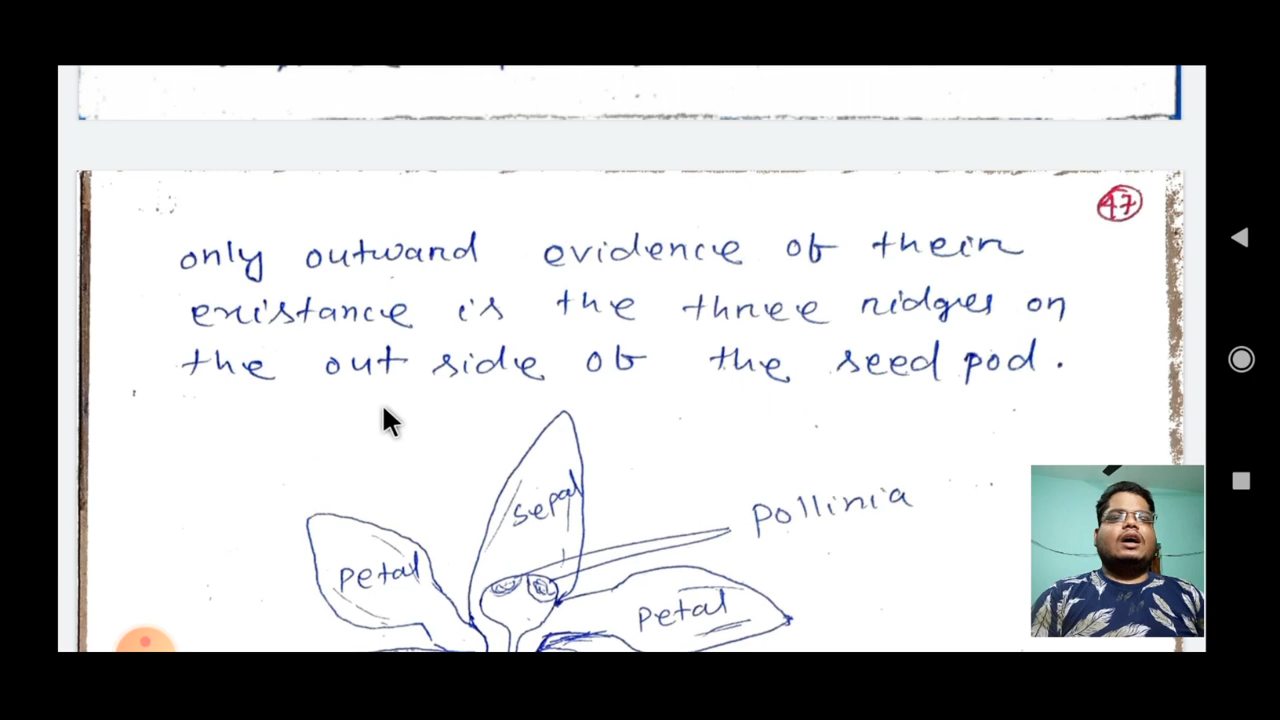 47
only outward evidence of their
existance is the three ridges on
the out side of the seed pod.
sepal
Pollinia
Petal
Petal